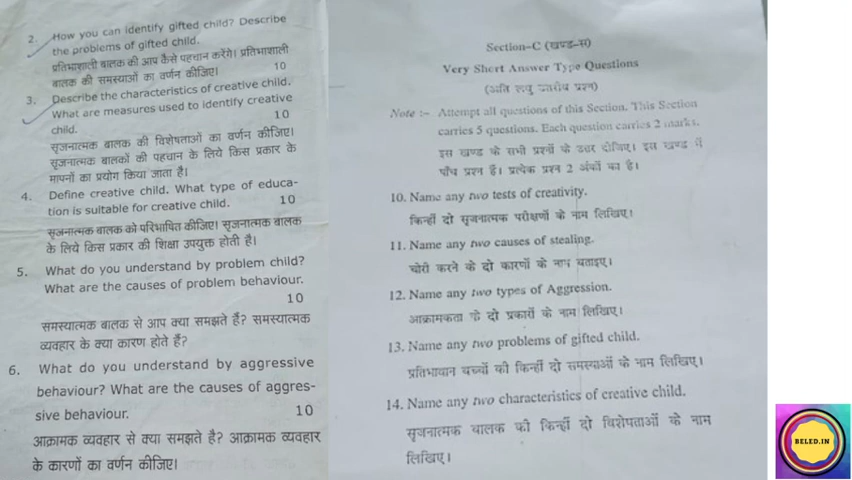 2. How you can identify gifted child? Describe
the problems of gifted child.
प्रतिभाशाली बालक की आप कैसे पहचान करेंगे। प्रतिभाशाली
बालक की समस्याओं का वर्णन कीजिए। 10
3. Describe the characteristics of creative child.
What are measures used to identify creative
child. 10
सृजनात्मक बालक की विशेषताओं का वर्णन कीजिए।
सृजनात्मक बालकों की पहचान के लिये किस प्रकार के
मापनों का प्रयोग किया जाता है।
4. Define creative child. What type of educa-
tion is suitable for creative child. 10
सृजनात्मक बालक को परिभाषित कीजिए। सृजनात्मक बालक
के लिये किस प्रकार की शिक्षा उपयुक्त होती है।
5. What do you understand by problem child?
What are the causes of problem behaviour.
10
समस्यात्मक बालक से आप क्या समझते हैं? समस्यात्मक
व्यवहार के क्या कारण होते हैं?
6. What do you understand by aggressive
behaviour? What are the causes of aggres-
sive behaviour. 10
आक्रामक व्यवहार से क्या समझते है? आक्रामक व्यवहार
के कारणों का वर्णन कीजिए।
Section-C (खण्ड-स)
Very Short Answer Type Questions
(अति लघु उत्तरीय प्रश्न)
Note :- Attempt all questions of this Section. This Section
carries 5 questions. Each question carries 2 marks.
इस खण्ड के सभी प्रश्नों के उत्तर दीजिए। इस खण्ड में
पाँच प्रश्न हैं। प्रत्येक प्रश्न 2 अंकों का है।
10. Name any two tests of creativity.
किन्हीं दो सृजनात्मक परीक्षणों के नाम लिखिए।
11. Name any two causes of stealing.
चोरी करने के दो कारणों के नाम बताइए।
12. Name any two types of Aggression.
आक्रामकता के दो प्रकारों के नाम लिखिए।
13. Name any two problems of gifted child.
प्रतिभावान बच्चों की किन्हीं दो समस्याओं के नाम लिखिए।
14. Name any two characteristics of creative child.
सृजनात्मक बालक की किन्हीं दो विशेषताओं के नाम
लिखिए।
BELED.IN